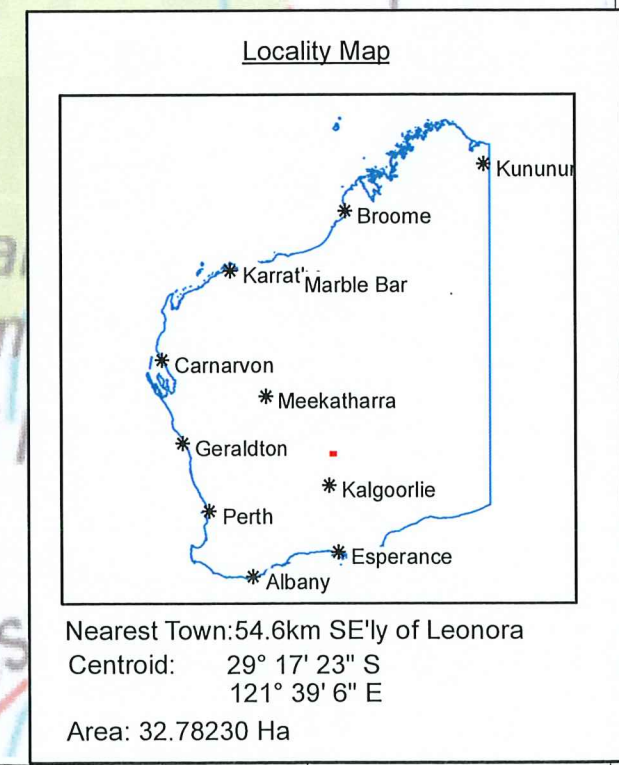 Locality Map
Kununur
Broome
Karrat'
Marble Bar
Carnarvon
Meekatharra
Geraldton
Kalgoorlie
Perth
Esperance
Albany
Nearest Town:54.6km SE'ly of Leonora
Centroid: 29° 17' 23" S
121° 39' 6" E
Area: 32.78230 Ha